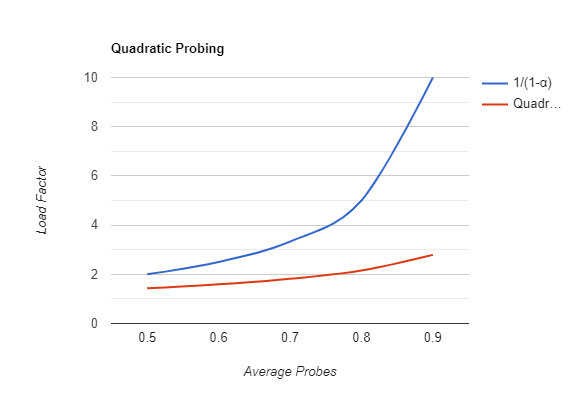 Quadratic Probing
10
8
6
4
2
0
Load Factor
0.5 0.6 0.7 0.8 0.9
Average Probes
1/(1-α)
Quadr...